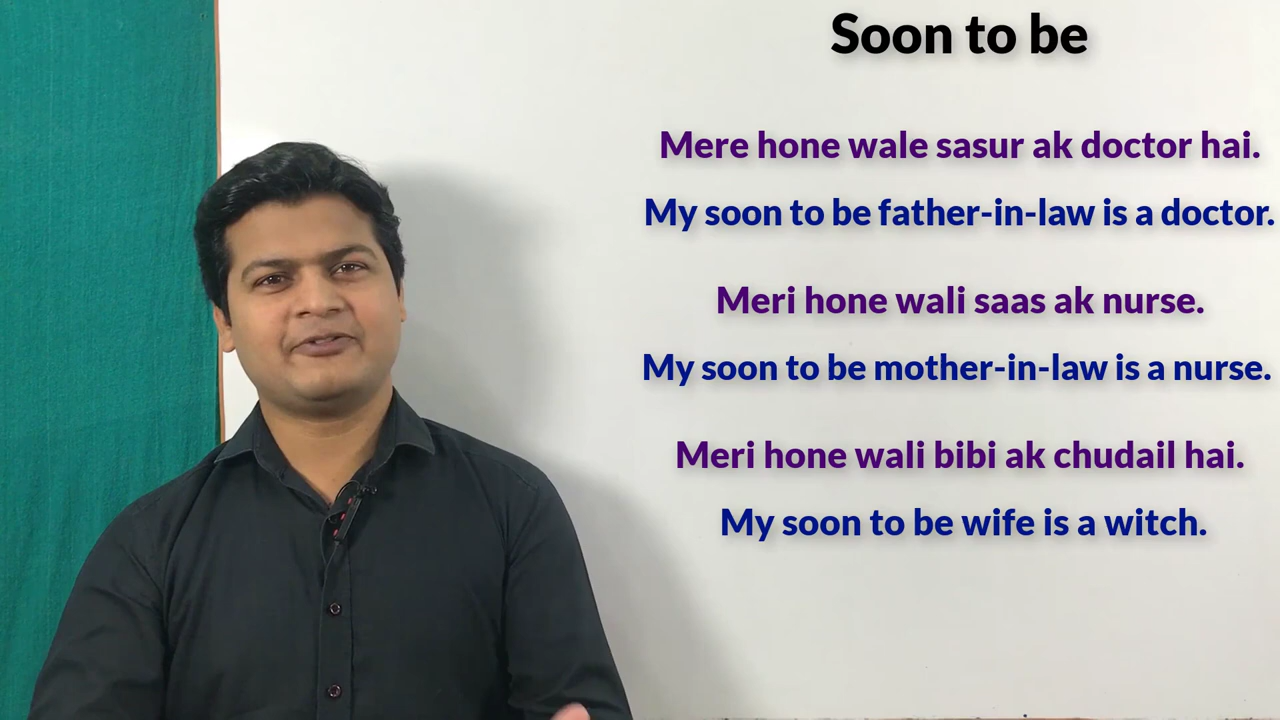 Soon to be
Mere hone wale sasur ak doctor hai.
My soon to be father-in-law is a doctor.
Meri hone wali saas ak nurse.
My soon to be mother-in-law is a nurse.
Meri hone wali bibi ak chudail hai.
My soon to be wife is a witch.